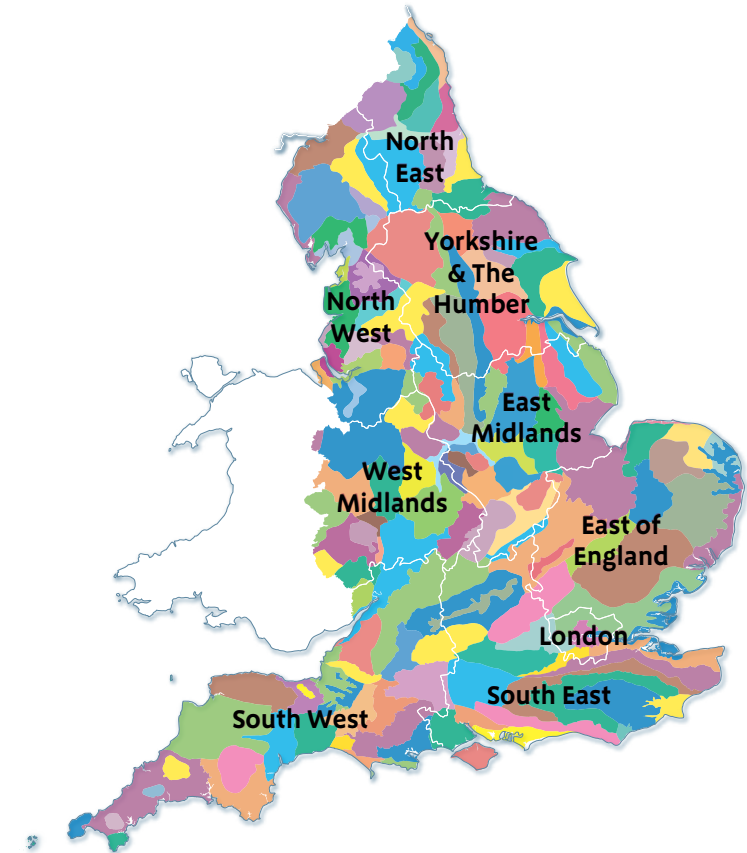 North
East
Yorkshire
& The
Humber
North
West
East
Midlands
West
Midlands
East of
England
London
South East
South West